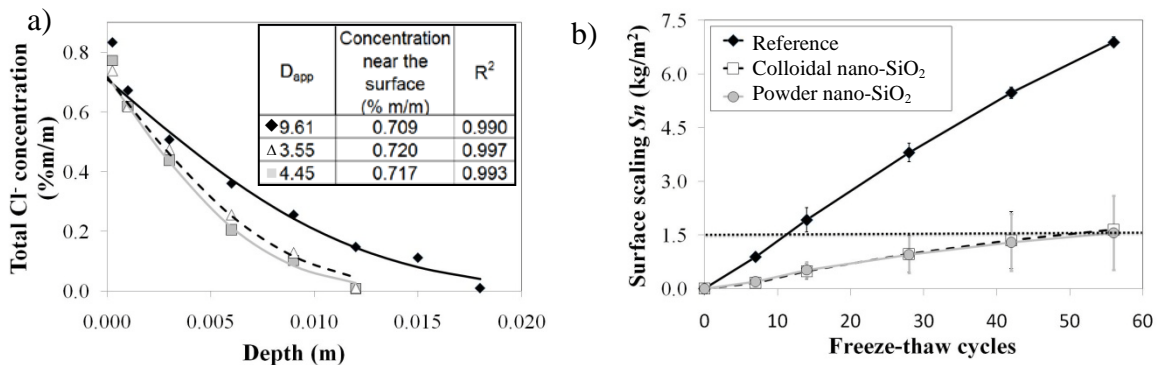 a)
Total Cl- concentration
(%m/m)
0.8
0.6
0.4
0.2
0.0
0.000
0.005
0.010
0.015
0.020
Depth (m)
Dapp
Concentration near the surface (% m/m)
R2
9.61 0.709 0.990
3.55 0.720 0.997
4.45 0.717 0.993
b)
Surface scaling Sn (kg/m2)
7.5
6.0
4.5
3.0
1.5
0.0
0
10
20
30
40
50
60
Freeze-thaw cycles
Reference
Colloidal nano-SiO2
Powder nano-SiO2